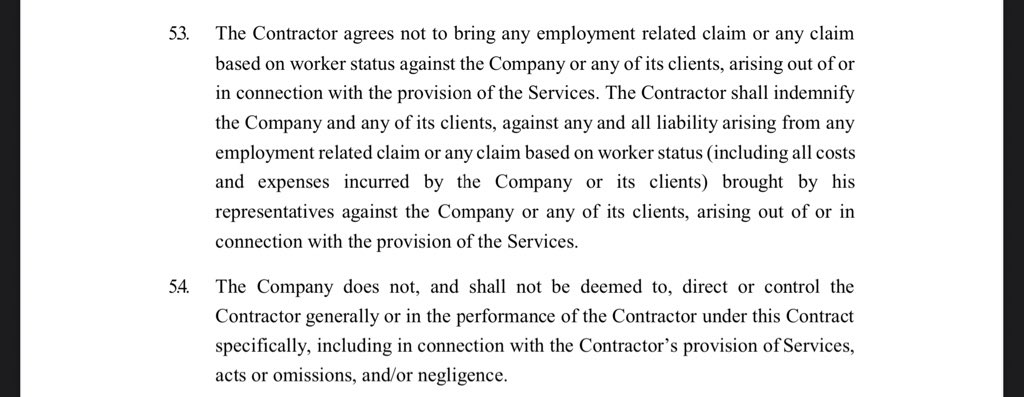 5.3. The Contractor agrees not to bring any employment related claim or any claim
based on worker status against the Company or any of its clients, arising out of or
in connection with the provision of the Services. The Contractor shall indemnify
the Company and any of its clients, against any and all liability arising from any
employment related claim or any claim based on worker status (including all costs
and expenses incurred by the Company or its clients) brought by his
representatives against the Company or any of its clients, arising out of or in
connection with the provision of the Services.
5.4. The Company does not, and shall not be deemed to, direct or control the
Contractor generally or in the performance of the Contractor under this Contract
specifically, including in connection with the Contractor’s provision of Services,
acts or omissions, and/or negligence.